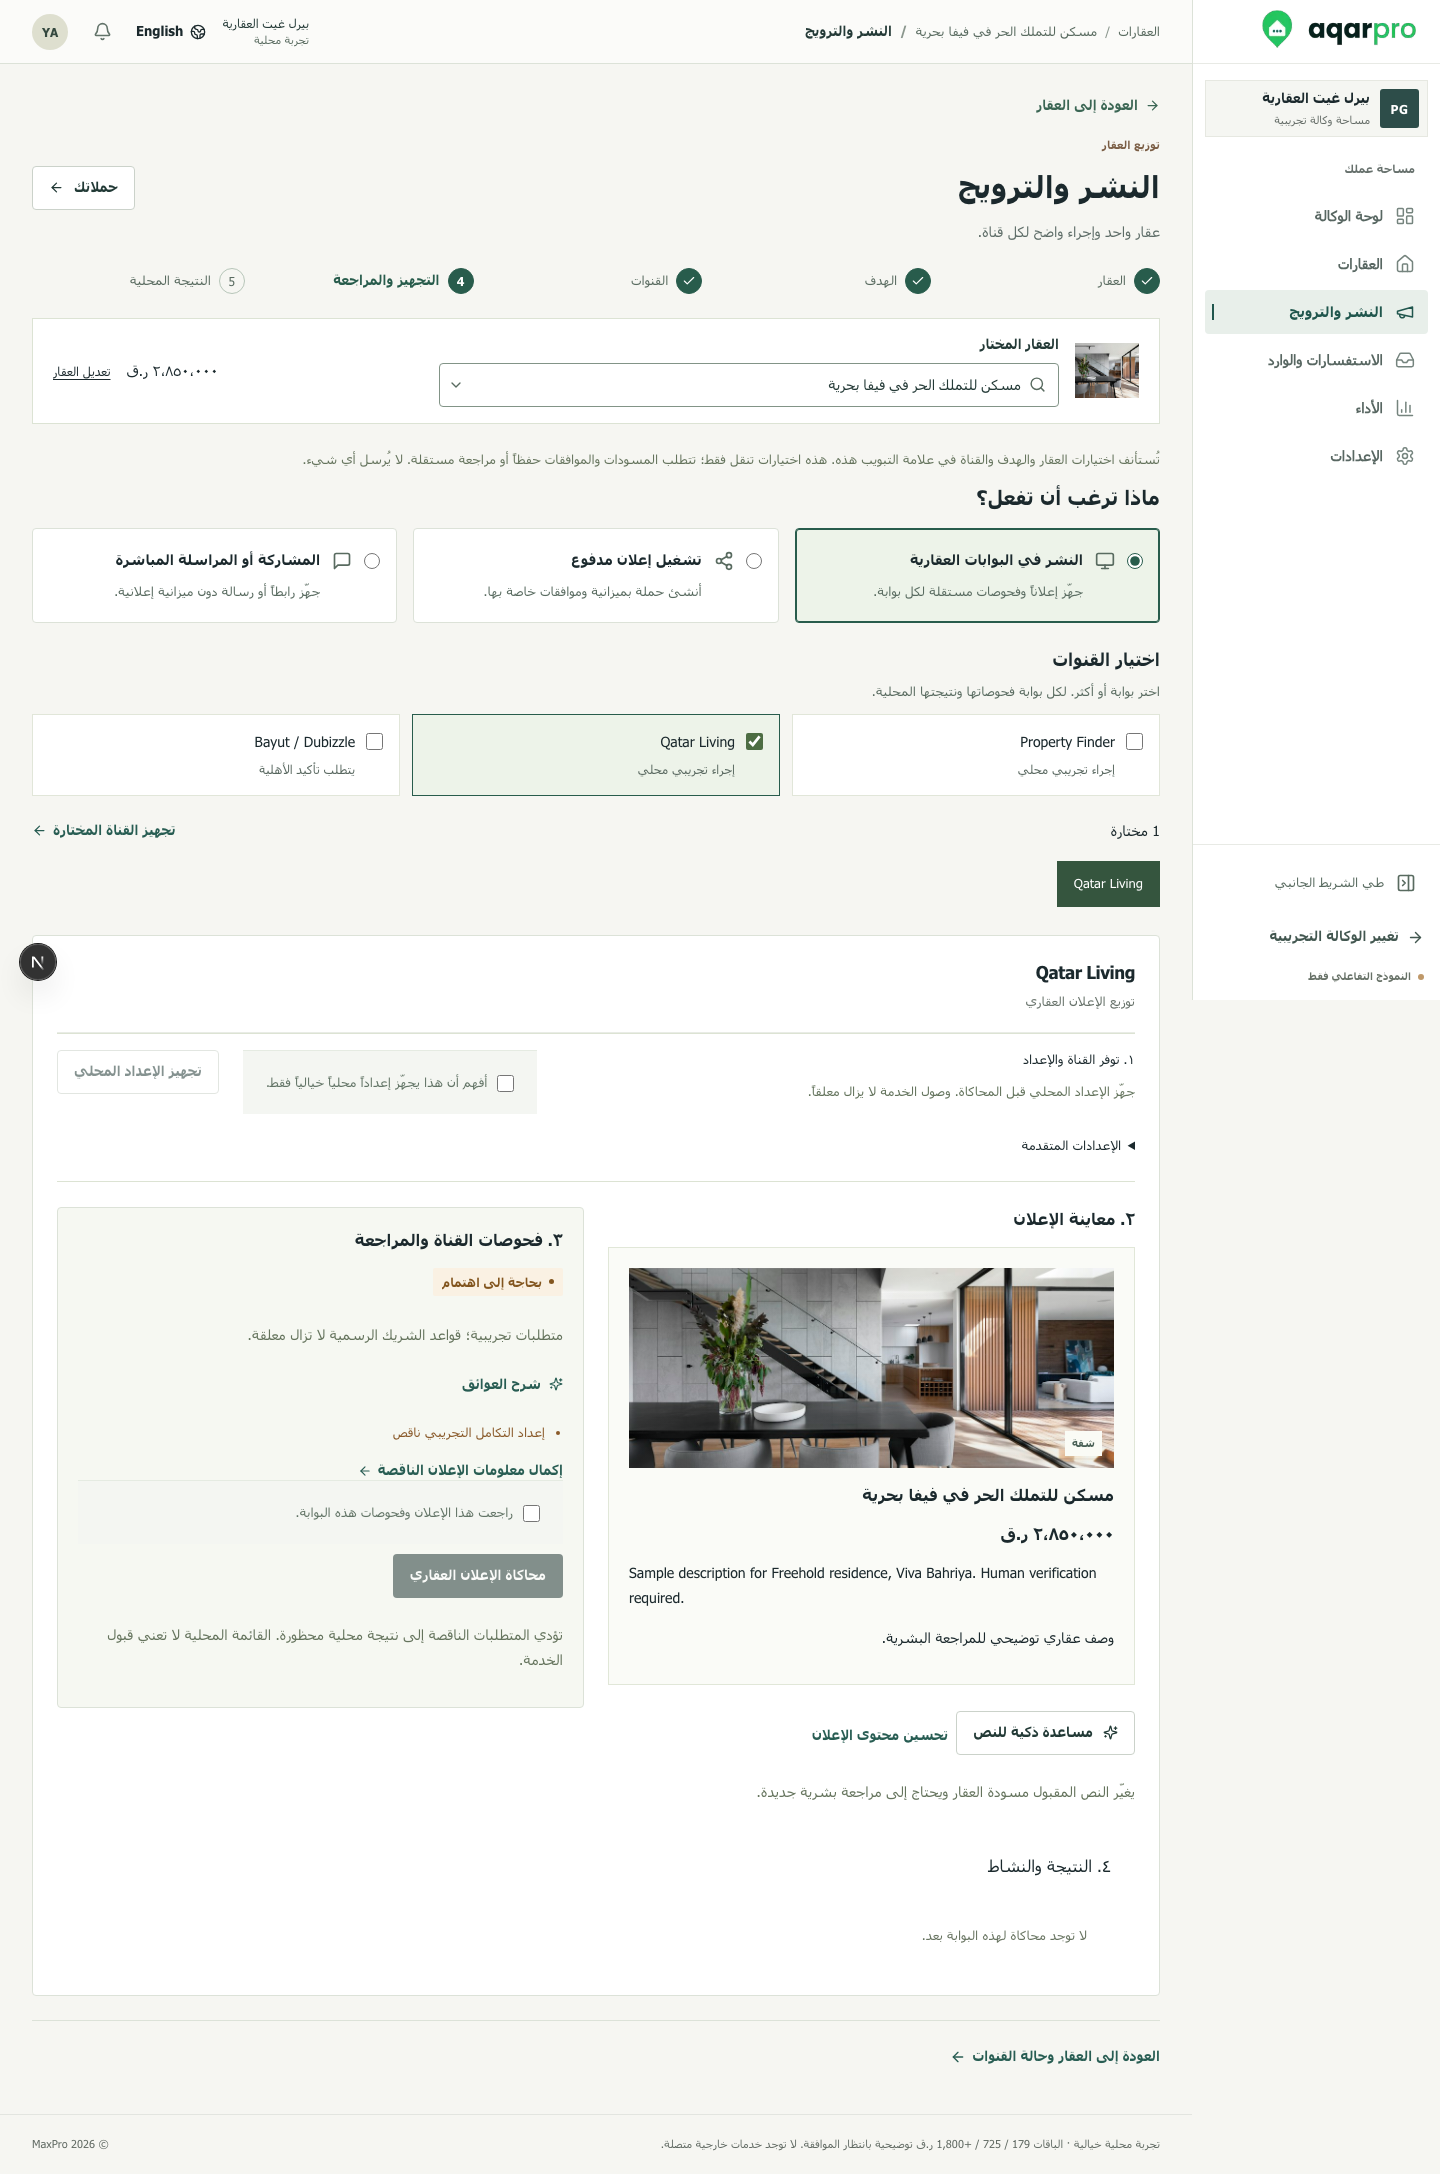 aqarpro
PG
بيرل غيت العقارية
مساحة وكالة تجريبية
مساحة عملك
لوحة الوكالة
العقارات
النشر والترويج
الاستفسارات والوارد
الأداء
الإعدادات
طي الشريط الجانبي
تغيير الوكالة التجريبية
النموذج التفاعلي فقط
العقارات / مسكن للتملك الحر في فيفا بحرية / النشر والترويج
بيرل غيت العقارية
تجربة محلية
English
YA
العودة إلى العقار
توزيع العقار
النشر والترويج
حملاتك
عقار واحد وإجراء واضح لكل قناة.
العقار
الهدف
القنوات
4 التجهيز والمراجعة
5 النتيجة المحلية
العقار المختار
مسكن للتملك الحر في فيفا بحرية
٢،٨٥٠،٠٠٠ ر.ق
تعديل العقار
تُستأنف اختيارات العقار والهدف والقناة في علامة التبويب هذه. هذه اختيارات تنقل فقط؛ تتطلب المسودات والموافقات حفظاً أو مراجعة مستقلة. لا يُرسل أي شيء.
ماذا ترغب أن تفعل؟
النشر في البوابات العقارية
جهّز إعلاناً وفحوصات مستقلة لكل بوابة.
تشغيل إعلان مدفوع
أنشئ حملة بميزانية وموافقات خاصة بها.
المشاركة أو المراسلة المباشرة
جهّز رابطاً أو رسالة دون ميزانية إعلانية.
اختيار القنوات
اختر بوابة أو أكثر. لكل بوابة فحوصاتها ونتيجتها المحلية.
Property Finder
إجراء تجريبي محلي
Qatar Living
إجراء تجريبي محلي
Bayut / Dubizzle
يتطلب تأكيد الأهلية
1 مختارة
تجهيز القناة المختارة
Qatar Living
N
Qatar Living
توزيع الإعلان العقاري
١. توفر القناة والإعداد
جهّز الإعداد المحلي قبل المحاكاة. وصول الخدمة لا يزال معلقاً.
أفهم أن هذا يجهّز إعداداً محلياً خيالياً فقط.
تجهيز الإعداد المحلي
الإعدادات المتقدمة
٢. معاينة الإعلان
شقة
مسكن للتملك الحر في فيفا بحرية
٢،٨٥٠،٠٠٠ ر.ق
Sample description for Freehold residence, Viva Bahriya. Human verification
required.
وصف عقاري توضيحي للمراجعة البشرية.
مساعدة ذكية للنص
تحسين محتوى الإعلان
يغيّر النص المقبول مسودة العقار ويحتاج إلى مراجعة بشرية جديدة.
٣. فحوصات القناة والمراجعة
• بحاجة إلى اهتمام
متطلبات تجريبية؛ قواعد الشريك الرسمية لا تزال معلقة.
شرح العوائق
• إعداد التكامل التجريبي ناقص
إكمال معلومات الإعلان الناقصة
راجعت هذا الإعلان وفحوصات هذه البوابة.
محاكاة الإعلان العقاري
تؤدي المتطلبات الناقصة إلى نتيجة محلية محظورة. القائمة المحلية لا تعني قبول
الخدمة.
٤. النتيجة والنشاط
لا توجد محاكاة لهذه البوابة بعد.
العودة إلى العقار وحالة القنوات
تجربة محلية خيالية · الباقات 179 / 725 / +1,800 ر.ق توضيحية بانتظار الموافقة. لا توجد خدمات خارجية متصلة.
© 2026 MaxPro